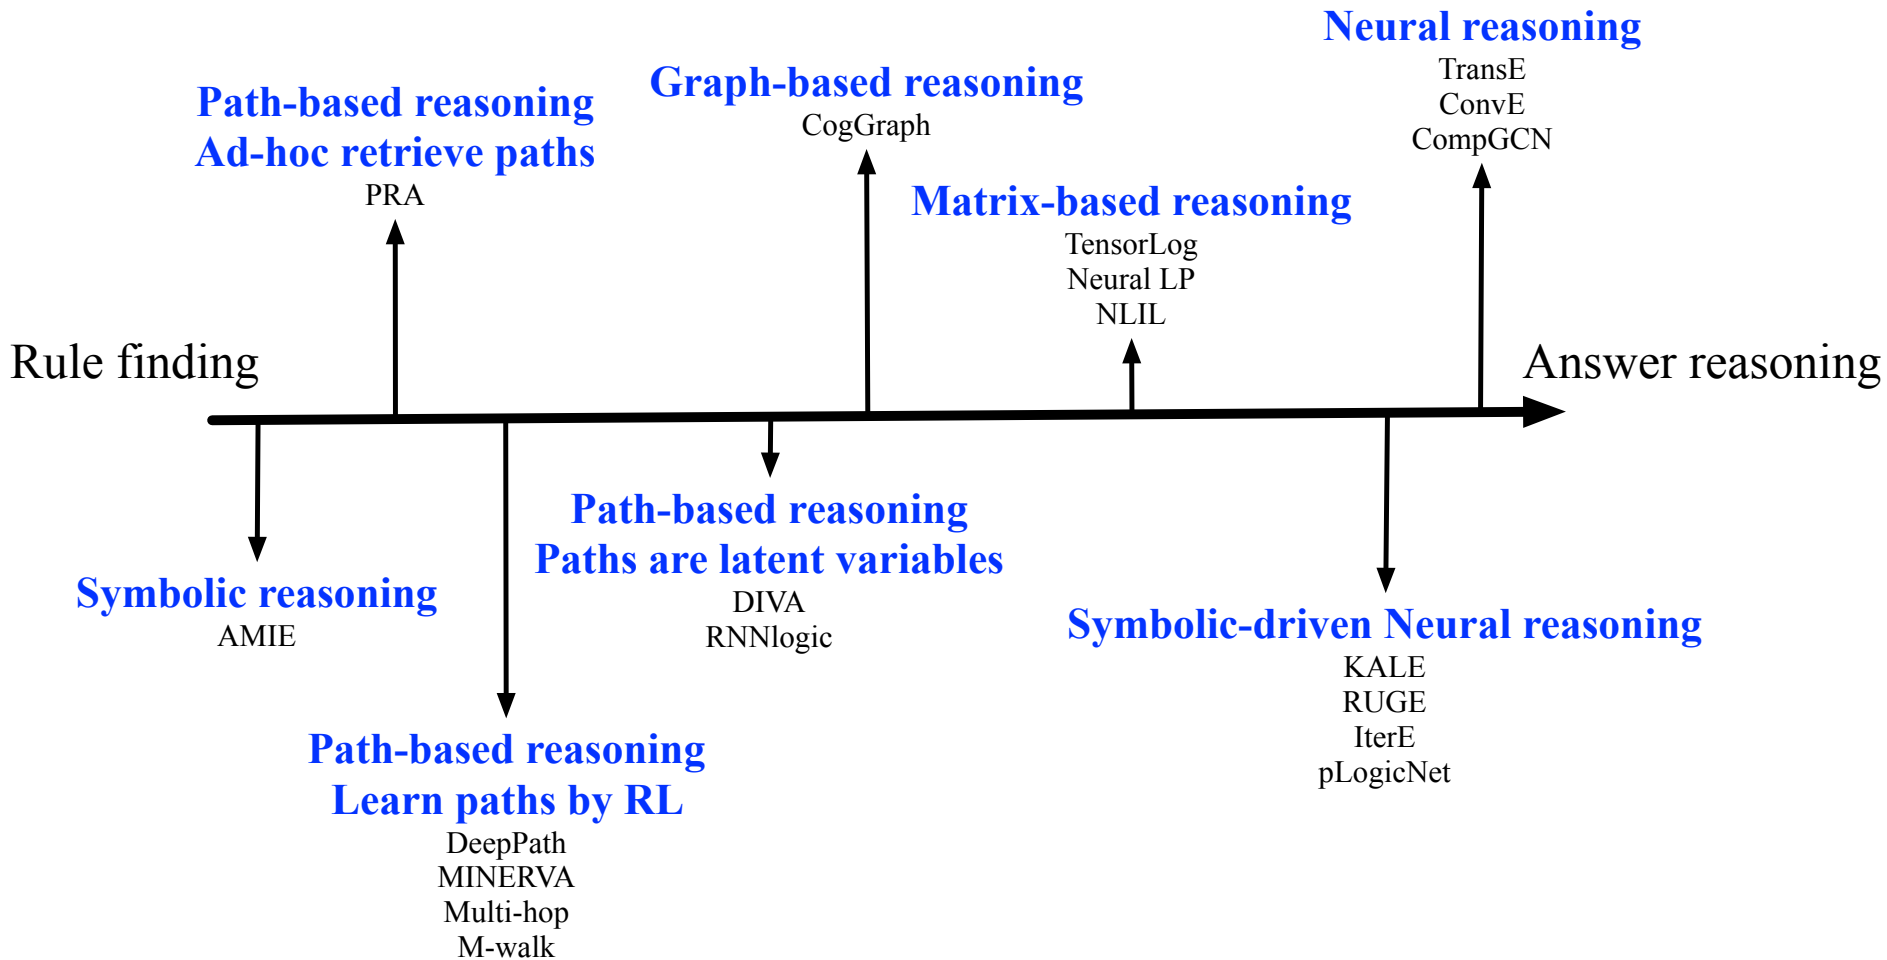 Neural reasoning
TransE
ConvE
CompGCN
Graph-based reasoning
CogGraph
Path-based reasoning
Ad-hoc retrieve paths
PRA
Matrix-based reasoning
TensorLog
Neural LP
NLIL
Rule finding
Answer reasoning
Symbolic reasoning
AMIE
Path-based reasoning
Paths are latent variables
DIVA
RNNlogic
Symbolic-driven Neural reasoning
KALE
RUGE
IterE
pLogicNet
Path-based reasoning
Learn paths by RL
DeepPath
MINERVA
Multi-hop
M-walk